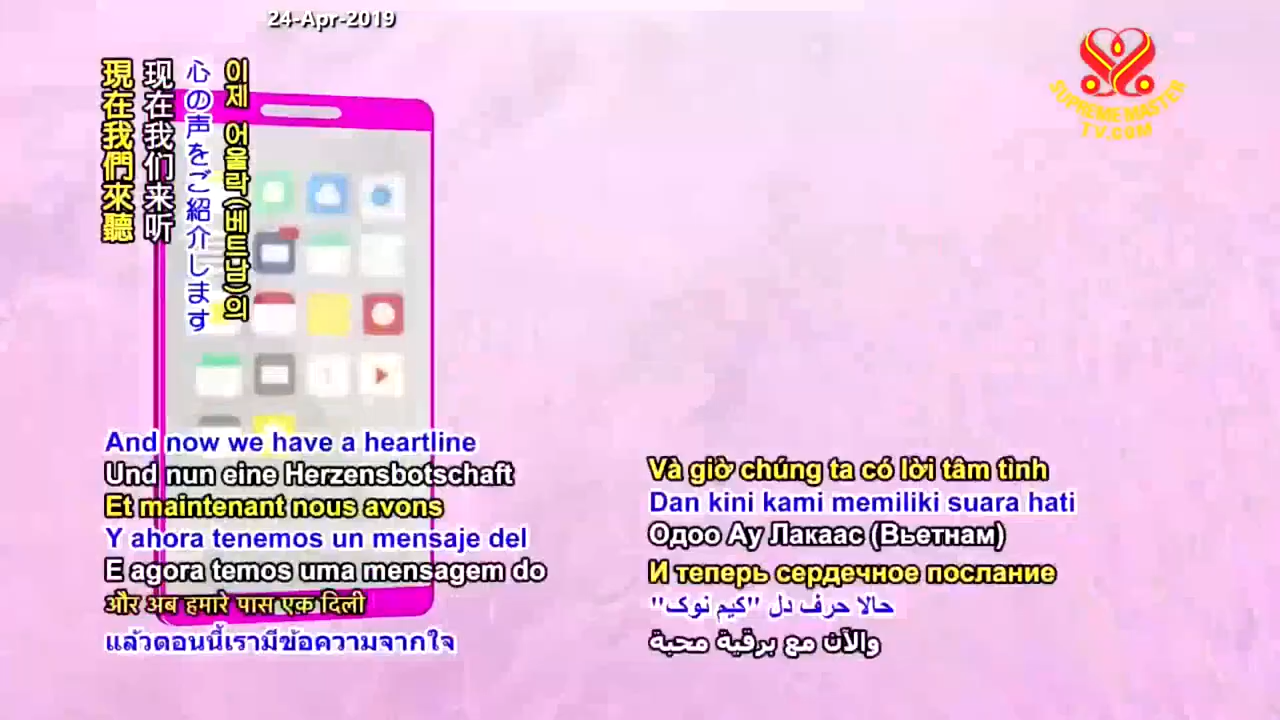 24-Apr-2019
SUPREME MASTER
TV.COM
現在我們來聽
现在我们来听
心の声をご紹介します
이제 어울락(베트남)의
And now we have a heartline
Und nun eine Herzensbotschaft
Et maintenant nous avons
Y ahora tenemos un mensaje del
E agora temos uma mensagem do
और अब हमारे पास एक़ दिली
แล้วตอนนี้เรามีข้อความจากใจ
Và giờ chúng ta có lời tâm tình
Dan kini kami memiliki suara hati
Одоо Ау Лакаас (Вьетнам)
И теперь сердечное послание
حالا حرف دل "کیم نوک"
والآن مع برقية محبة